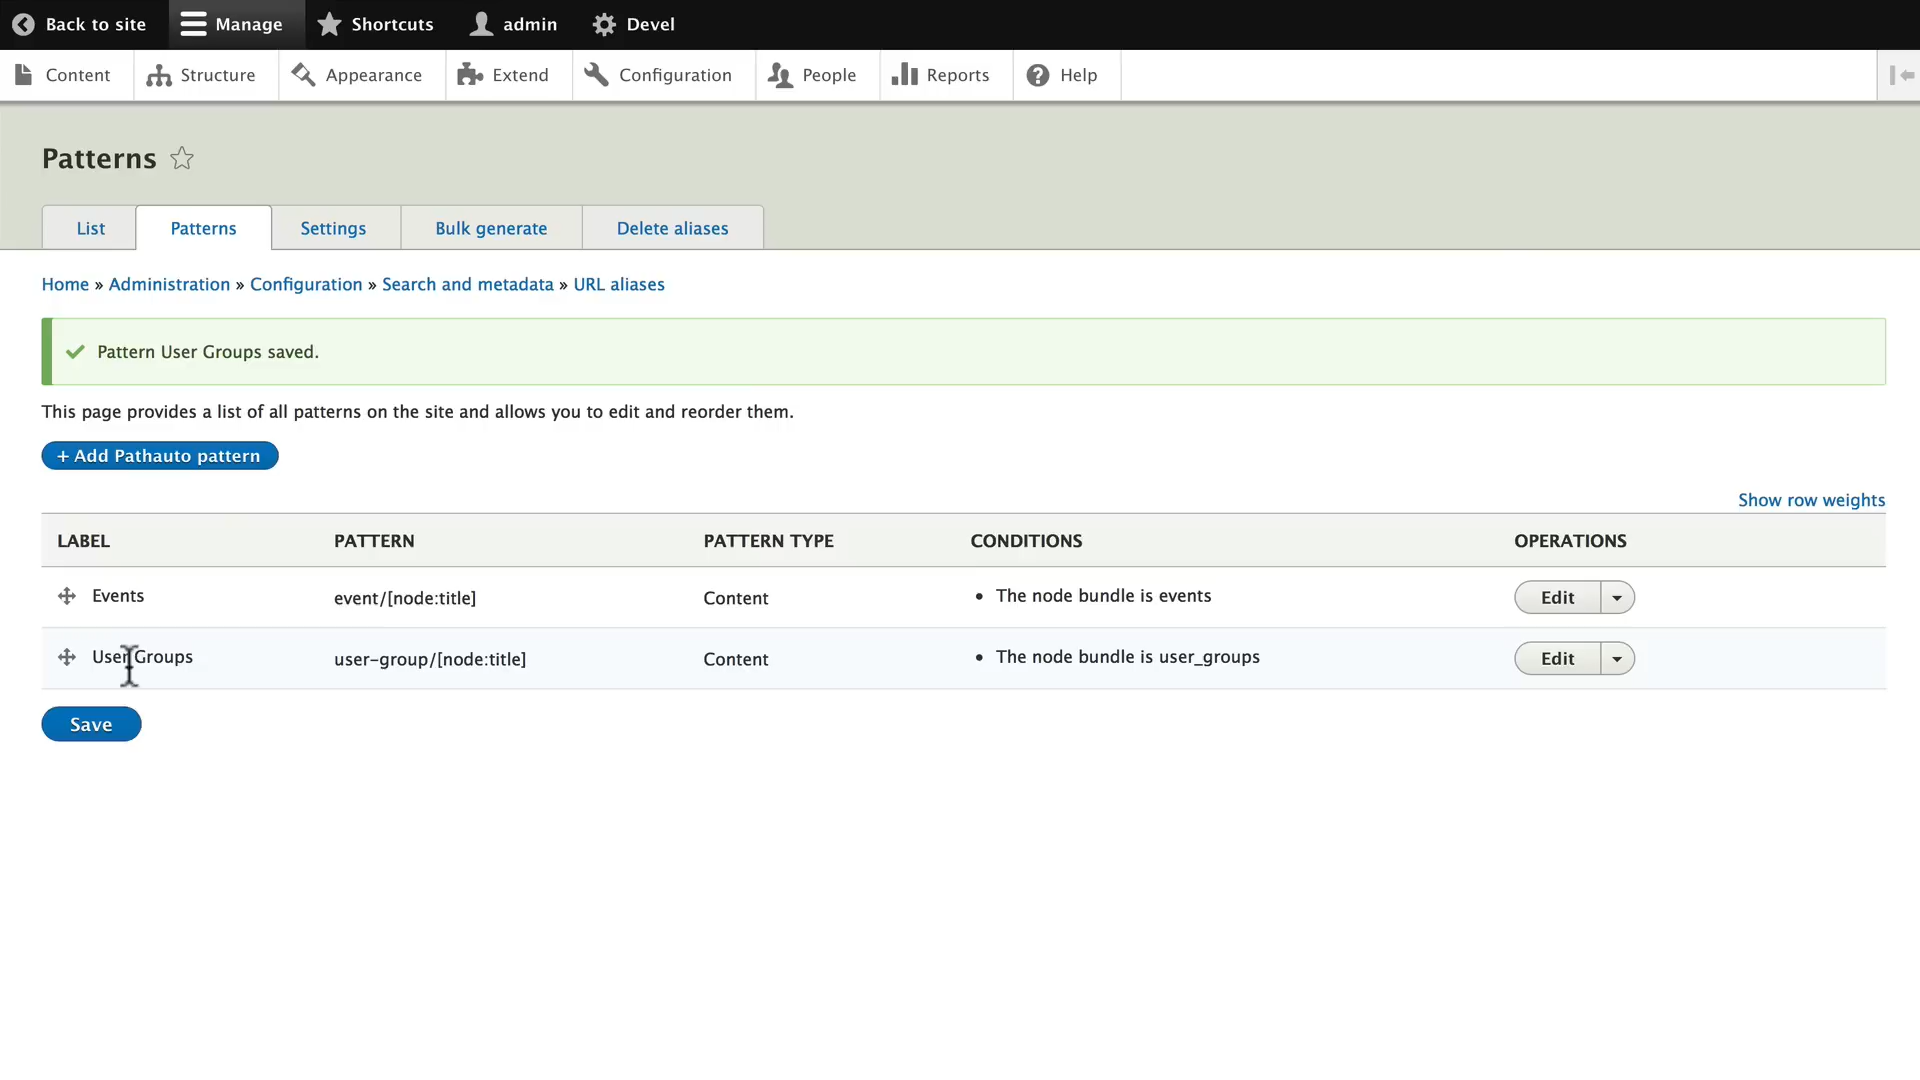 Back to site Manage Shortcuts admin Devel
Content Structure Appearance Extend Configuration People Reports Help
Patterns
List Patterns Settings Bulk generate Delete aliases
Home » Administration » Configuration » Search and metadata » URL aliases
Pattern User Groups saved.
This page provides a list of all patterns on the site and allows you to edit and reorder them.
+ Add Pathauto pattern
Show row weights
LABEL PATTERN PATTERN TYPE CONDITIONS OPERATIONS
Events event/[node:title] Content • The node bundle is events Edit
User Groups user-group/[node:title] Content • The node bundle is user_groups Edit
Save